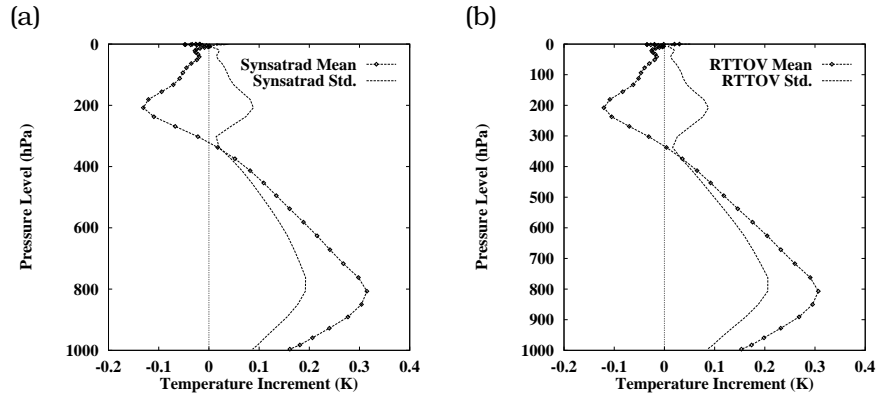 (a)
Pressure Level (hPa)
0
200
400
600
800
1000
Synsatrad Mean
Synsatrad Std.
-0.2 -0.1 0 0.1 0.2 0.3 0.4
Temperature Increment (K)
(b)
Pressure Level (hPa)
0
100
200
300
400
500
600
700
800
900
1000
RTTOV Mean
RTTOV Std.
-0.2 -0.1 0 0.1 0.2 0.3 0.4
Temperature Increment (K)